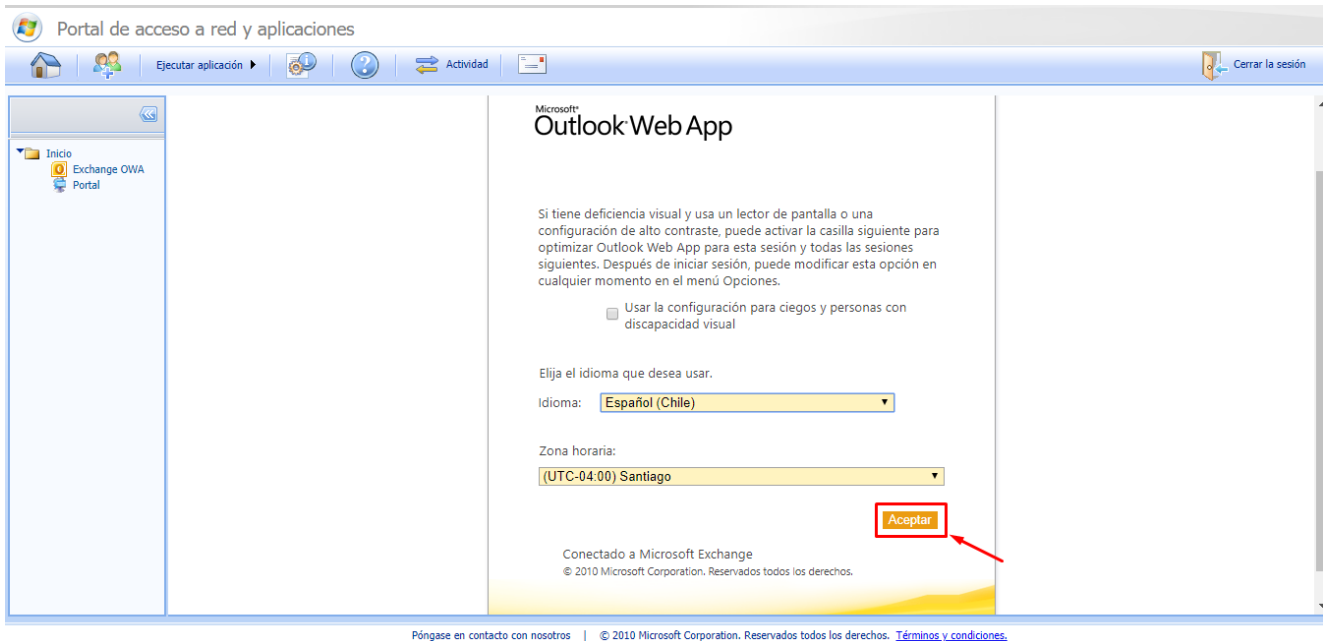 Portal de acceso a red y aplicaciones
Ejecutar aplicación
Actividad
Cerrar la sesión
Inicio
Exchange OWA
Portal
Microsoft®
Outlook Web App
Si tiene deficiencia visual y usa un lector de pantalla o una
configuración de alto contraste, puede activar la casilla siguiente para
optimizar Outlook Web App para esta sesión y todas las sesiones
siguientes. Después de iniciar sesión, puede modificar esta opción en
cualquier momento en el menú Opciones.
Usar la configuración para ciegos y personas con
discapacidad visual
Elija el idioma que desea usar.
Idioma: Español (Chile)
Zona horaria:
(UTC-04:00) Santiago
Aceptar
Conectado a Microsoft Exchange
© 2010 Microsoft Corporation. Reservados todos los derechos.
Póngase en contacto con nosotros | © 2010 Microsoft Corporation. Reservados todos los derechos. Términos y condiciones.